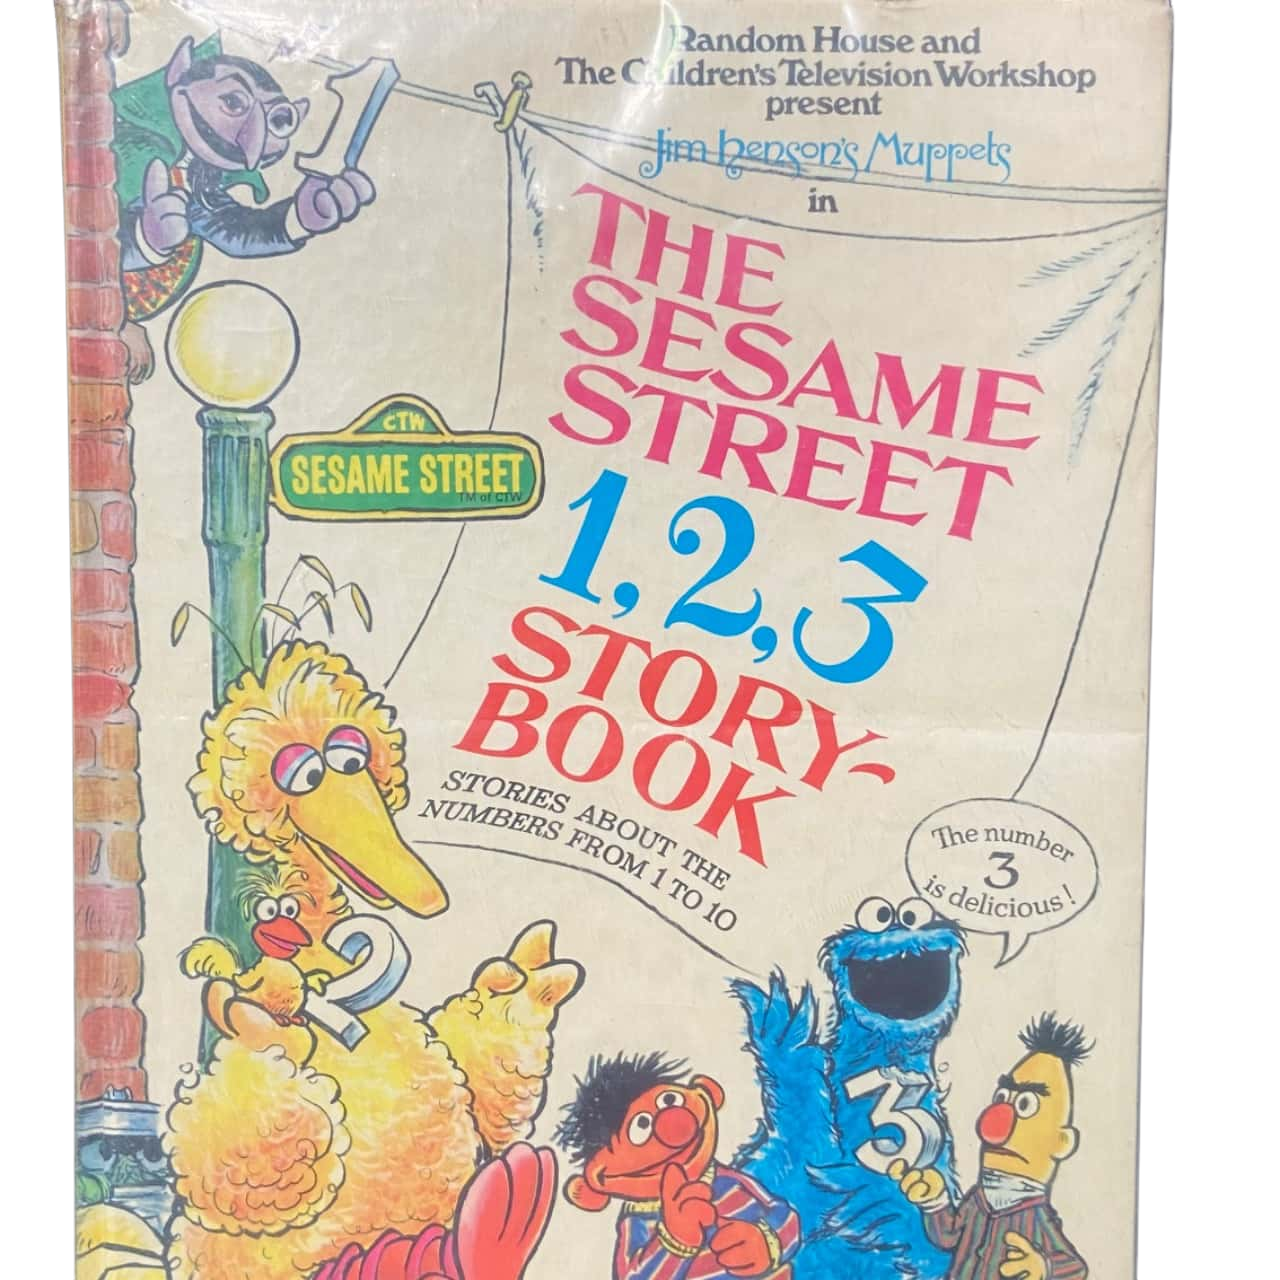 Random House and
The Children's Television Workshop
present
Jim Henson's Muppets
in
THE
SESAME
STREET
1, 2, 3
STORY-
BOOK
STORIES ABOUT THE
NUMBERS FROM 1 TO 10
1
CTW
SESAME STREET
TM of CTW
2
The number
3
is delicious!
3